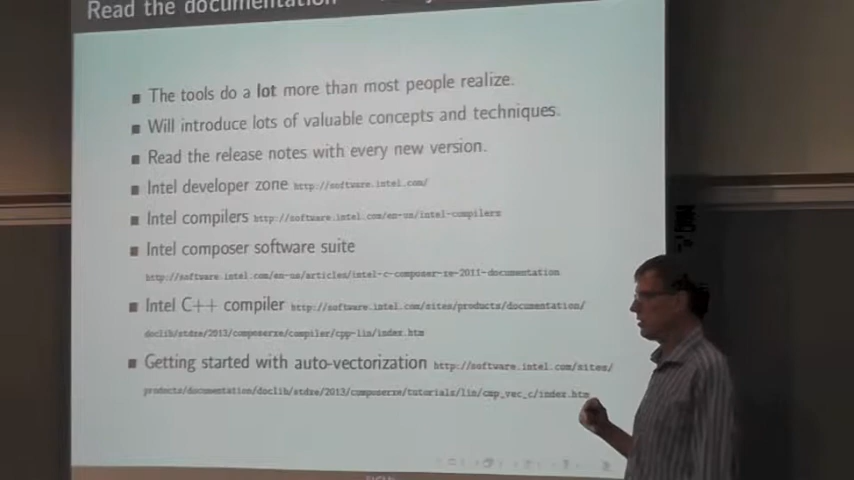 Read the documentation
The tools do a lot more than most people realize.
Will introduce lots of valuable concepts and techniques.
Read the release notes with every new version.
Intel developer zone http://software.intel.com/
Intel compilers http://software.intel.com/en-us/intel-compilers
Intel composer software suite
http://software.intel.com/en-us/articles/intel-c-composer-xe-2011-documentation
Intel C++ compiler http://software.intel.com/sites/products/documentation/
doclib/stdxe/2013/composerxe/compiler/cpp-lin/index.htm
Getting started with auto-vectorization http://software.intel.com/sites/
products/documentation/doclib/stdxe/2013/composerxe/tutorials/lin/cmp_vec_c/index.htm